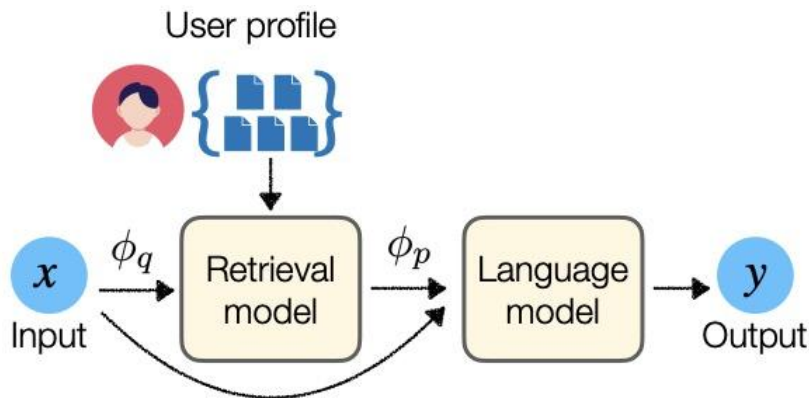 User profile
x
Input
ϕq
Retrieval
model
ϕp
Language
model
y
Output